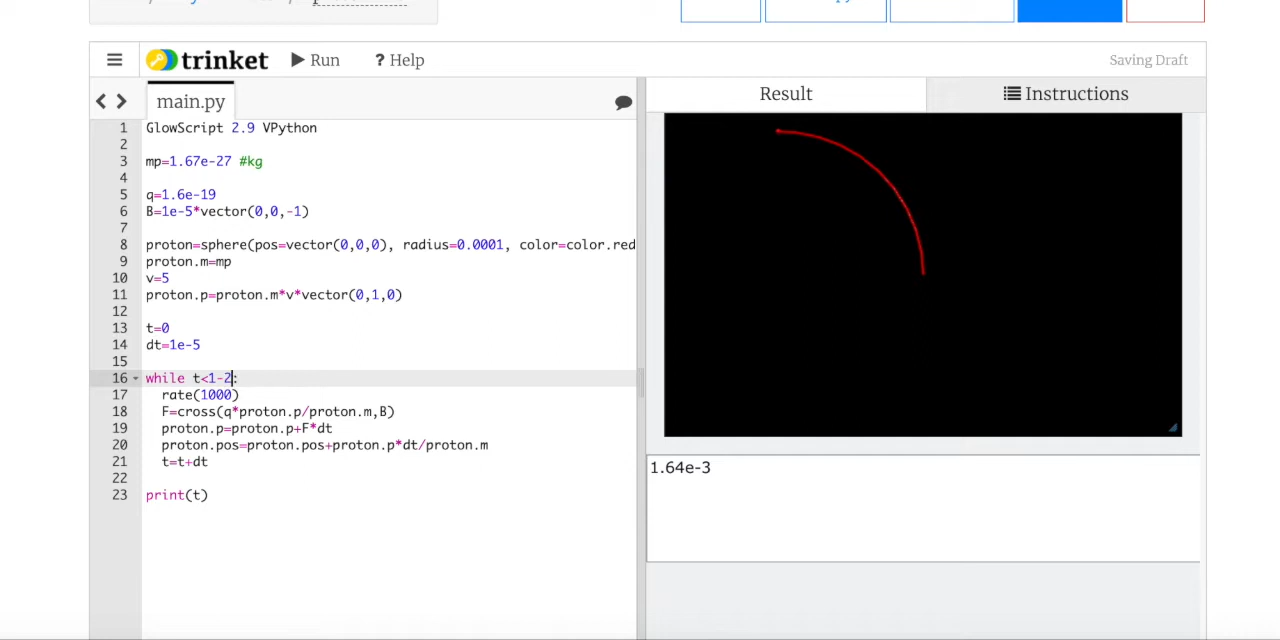 trinket
Run
? Help
Saving Draft
main.py
Result
Instructions
1 GlowScript 2.9 VPython
2
3 mp=1.67e-27 #kg
4
5 q=1.6e-19
6 B=1e-5*vector(0,0,-1)
7
8 proton=sphere(pos=vector(0,0,0), radius=0.0001, color=color.red
9 proton.m=mp
10 v=5
11 proton.p=proton.m*v*vector(0,1,0)
12
13 t=0
14 dt=1e-5
15
16 while t<1-2:
17 rate(1000)
18 F=cross(q*proton.p/proton.m,B)
19 proton.p=proton.p+F*dt
20 proton.pos=proton.pos+proton.p*dt/proton.m
21 t=t+dt
22
23 print(t)
1.64e-3